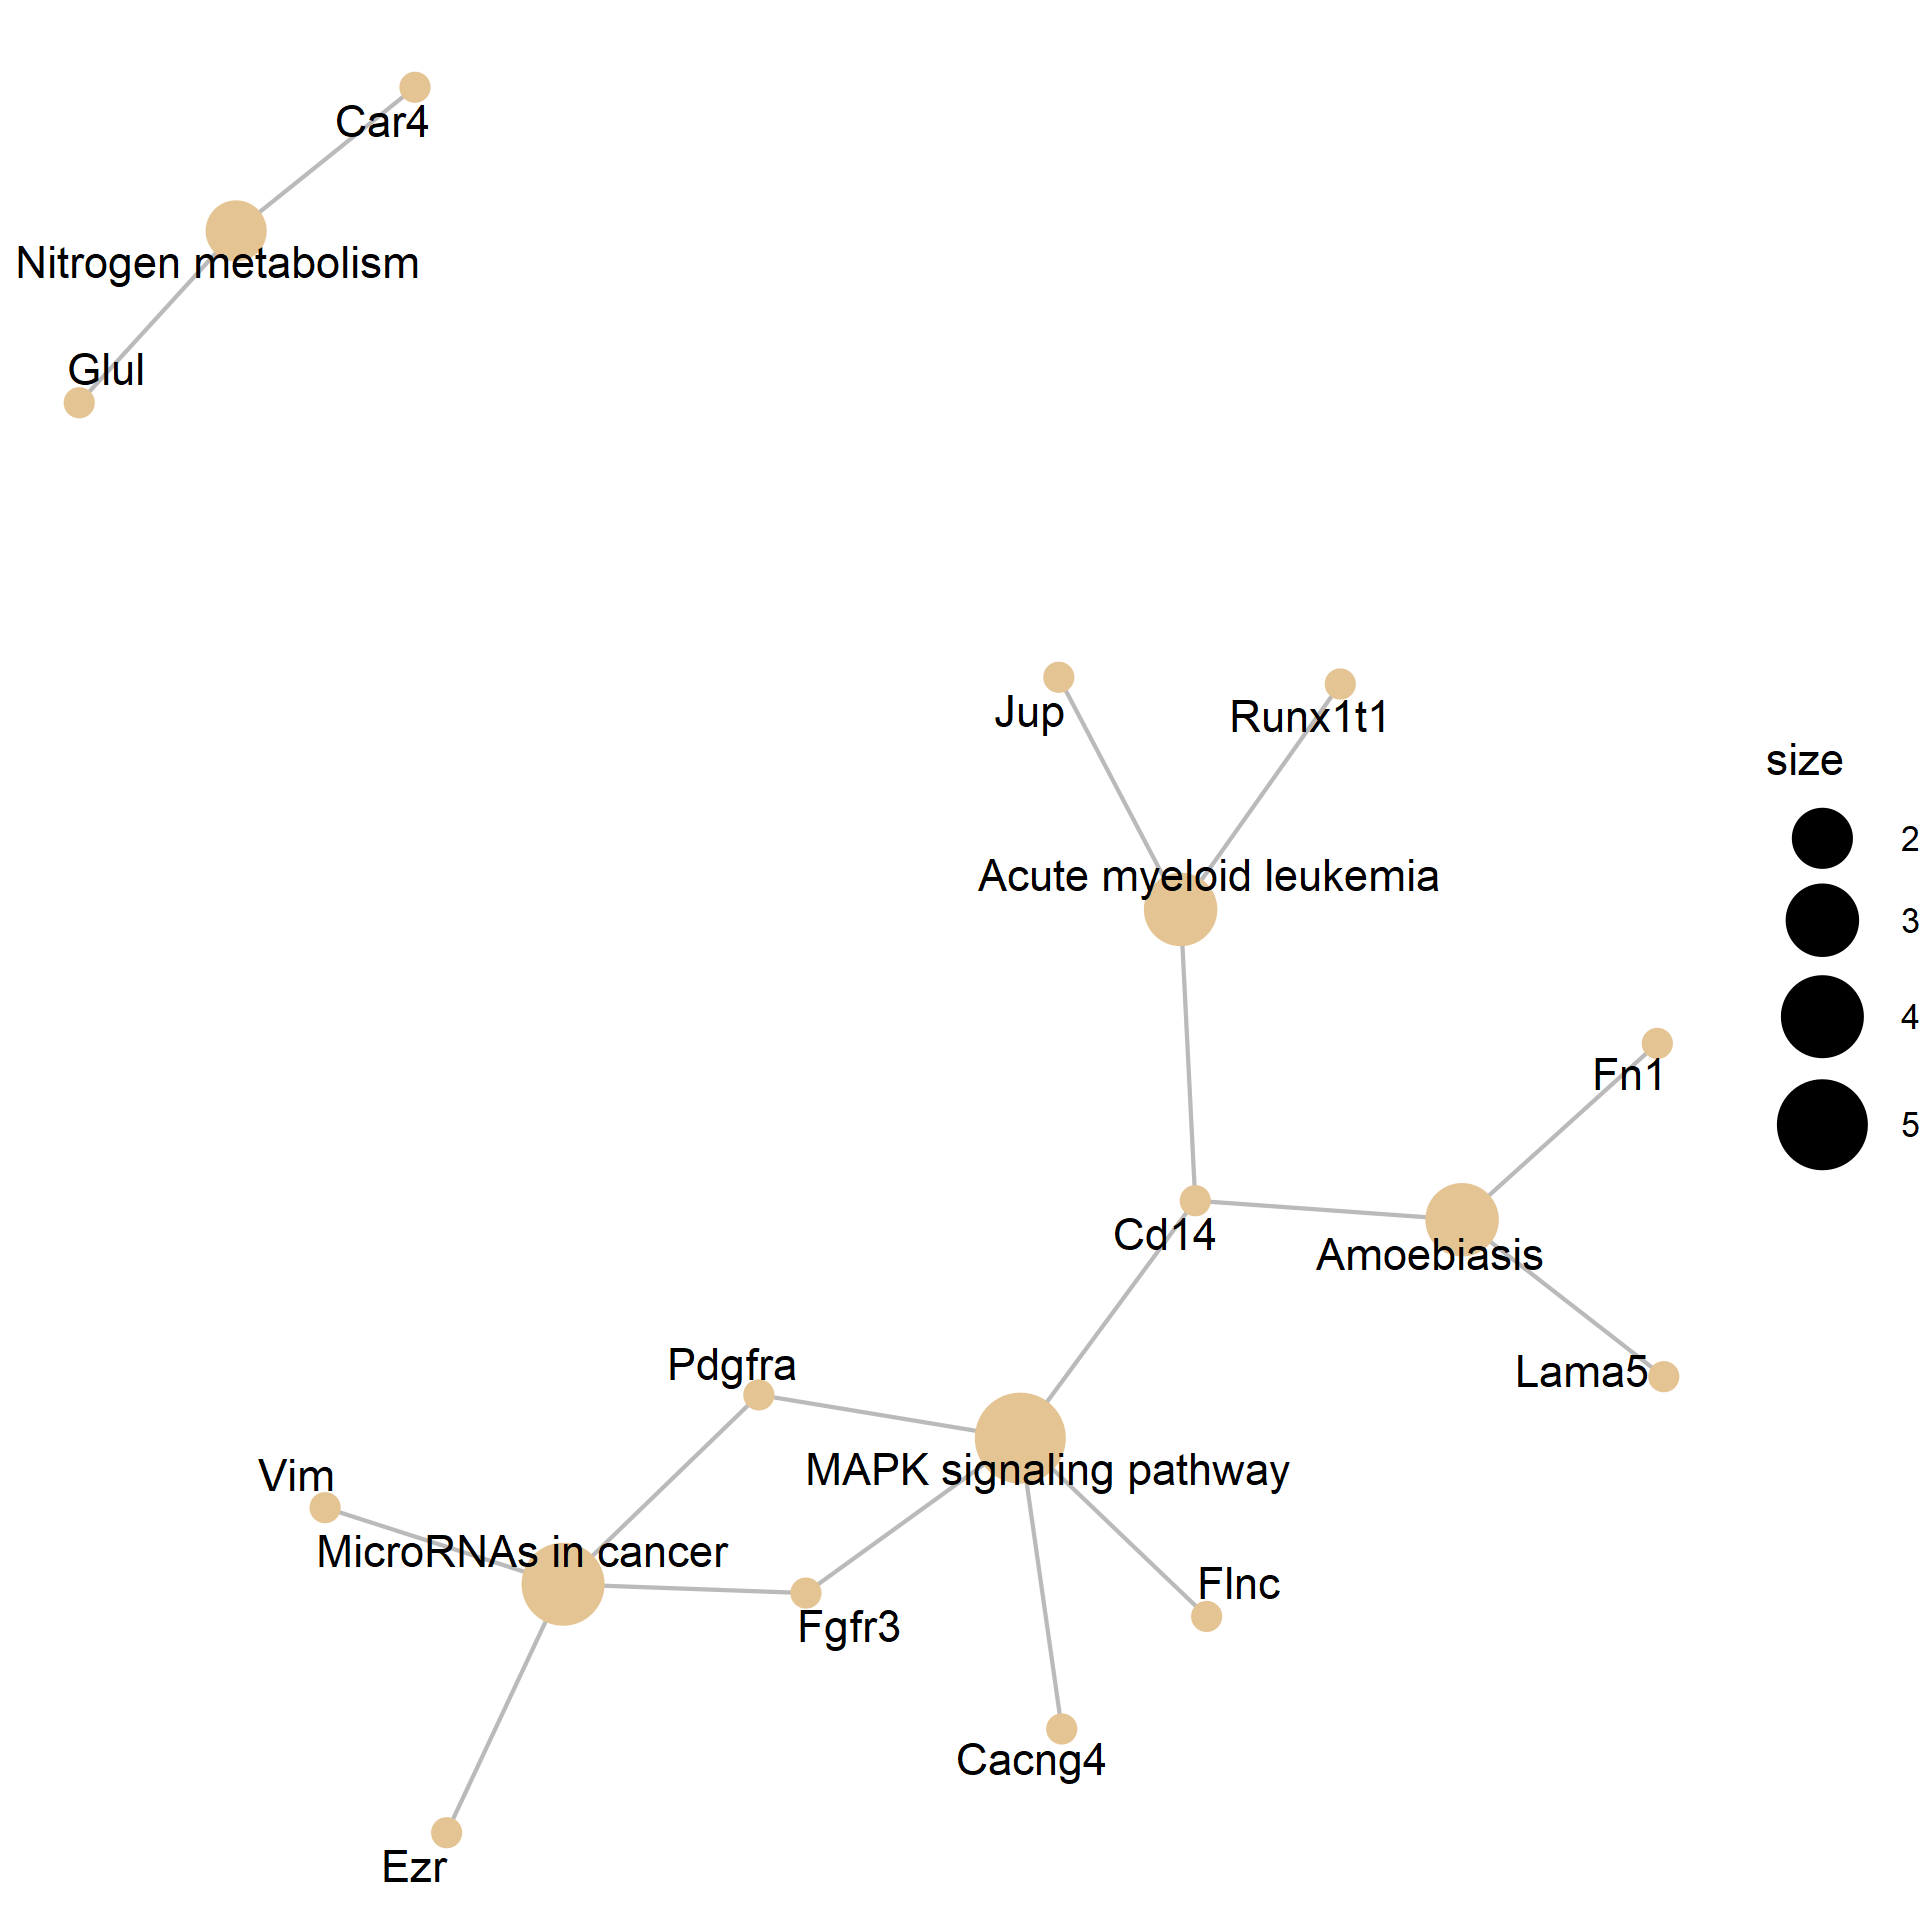 Car4
Nitrogen metabolism
Glul
Jup
Runx1t1
size
2
Acute myeloid leukemia
3
4
Fn1
5
Cd14
Amoebiasis
Pdgfra
Lama5
MAPK signaling pathway
Vim
MicroRNAs in cancer
Flnc
Fgfr3
Cacng4
Ezr